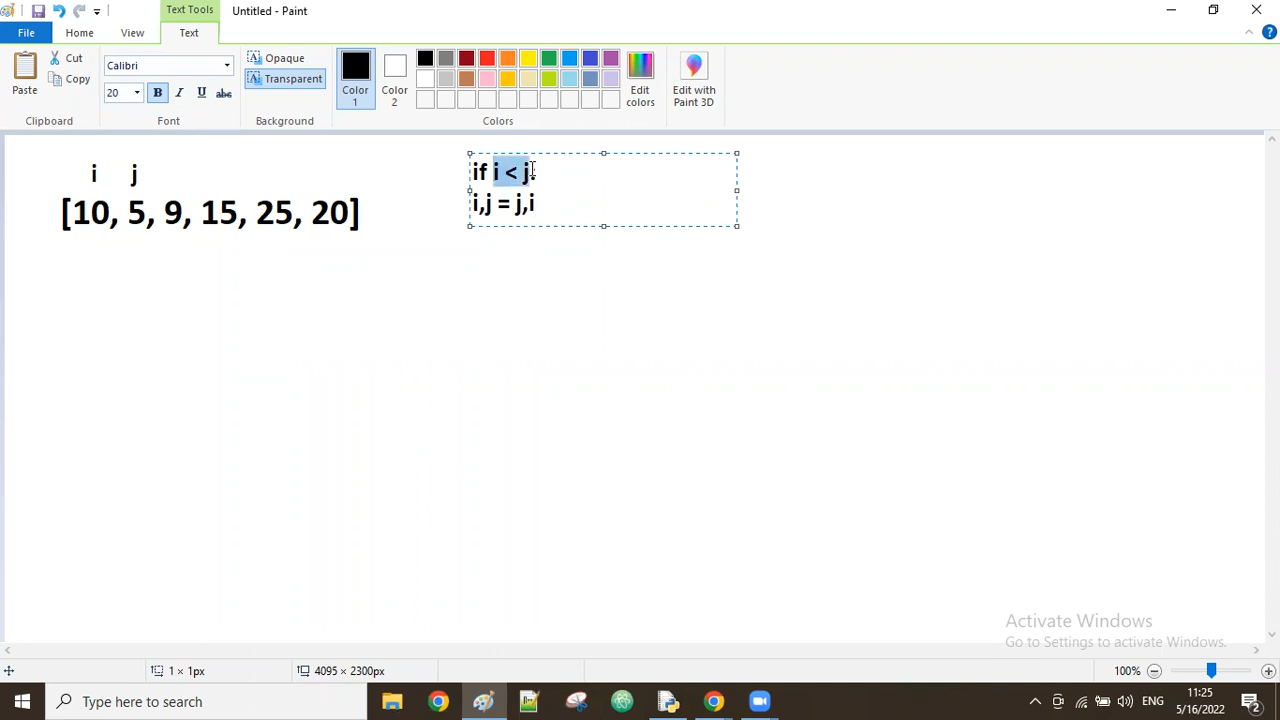 Text Tools
Untitled - Paint
File
Home
View
Text
Paste
Cut
Copy
Clipboard
Calibri
20
B I U abc
Font
Opaque
Transparent
Background
Color 1
Color 2
Edit colors
Colors
Edit with Paint 3D
i j
[10, 5, 9, 15, 25, 20]
if i < j:
i,j = j,i
Activate Windows
Go to Settings to activate Windows.
1 × 1px
4095 × 2300px
100%
Type here to search
ENG
11:25
5/16/2022
2